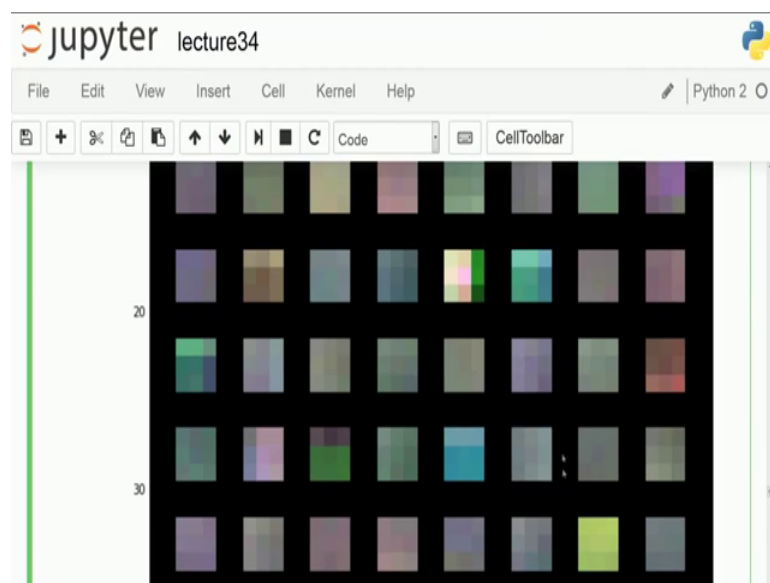 jupyter lecture34
File Edit View Insert Cell Kernel Help Python 2
Code CellToolbar
20
30